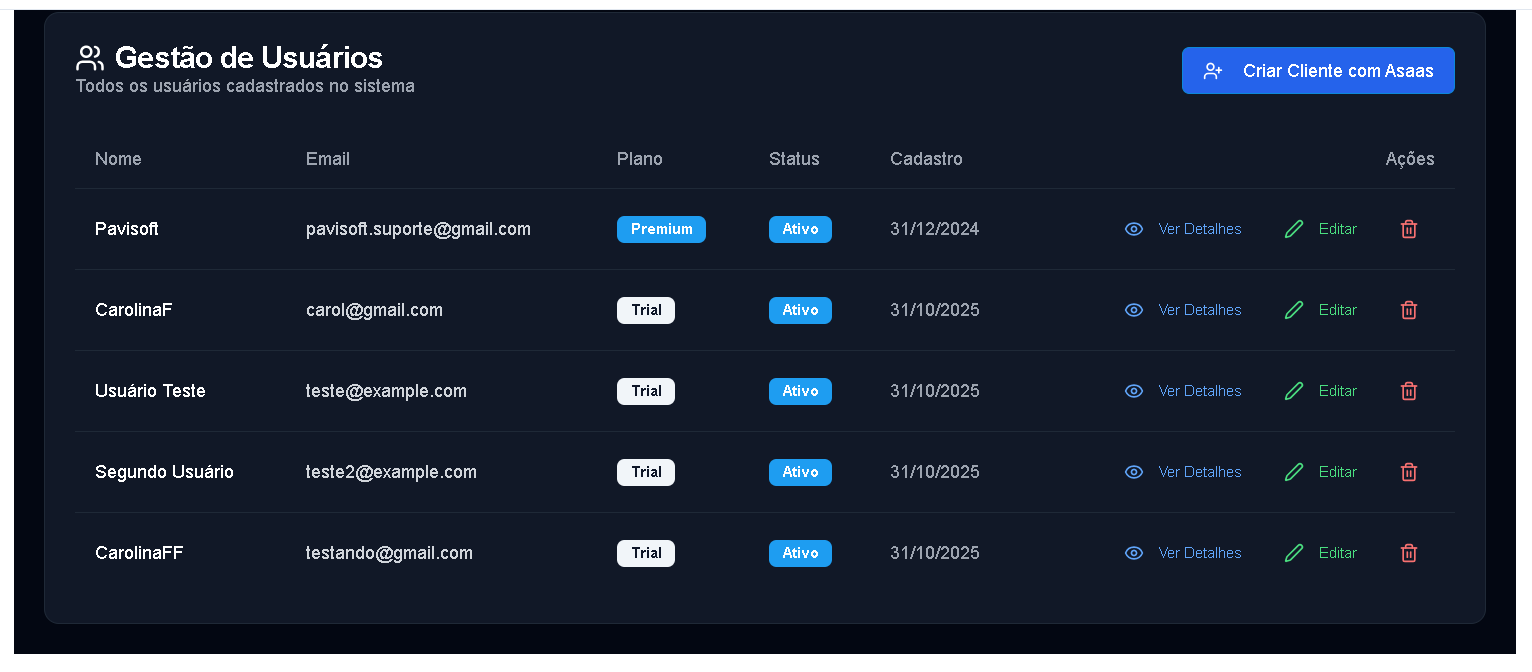 Gestão de Usuários
Todos os usuários cadastrados no sistema
Criar Cliente com Asaas
Nome Email Plano Status Cadastro Ações
Pavisoft pavisoft.suporte@gmail.com Premium Ativo 31/12/2024 Ver Detalhes Editar
CarolinaF carol@gmail.com Trial Ativo 31/10/2025 Ver Detalhes Editar
Usuário Teste teste@example.com Trial Ativo 31/10/2025 Ver Detalhes Editar
Segundo Usuário teste2@example.com Trial Ativo 31/10/2025 Ver Detalhes Editar
CarolinaFF testando@gmail.com Trial Ativo 31/10/2025 Ver Detalhes Editar